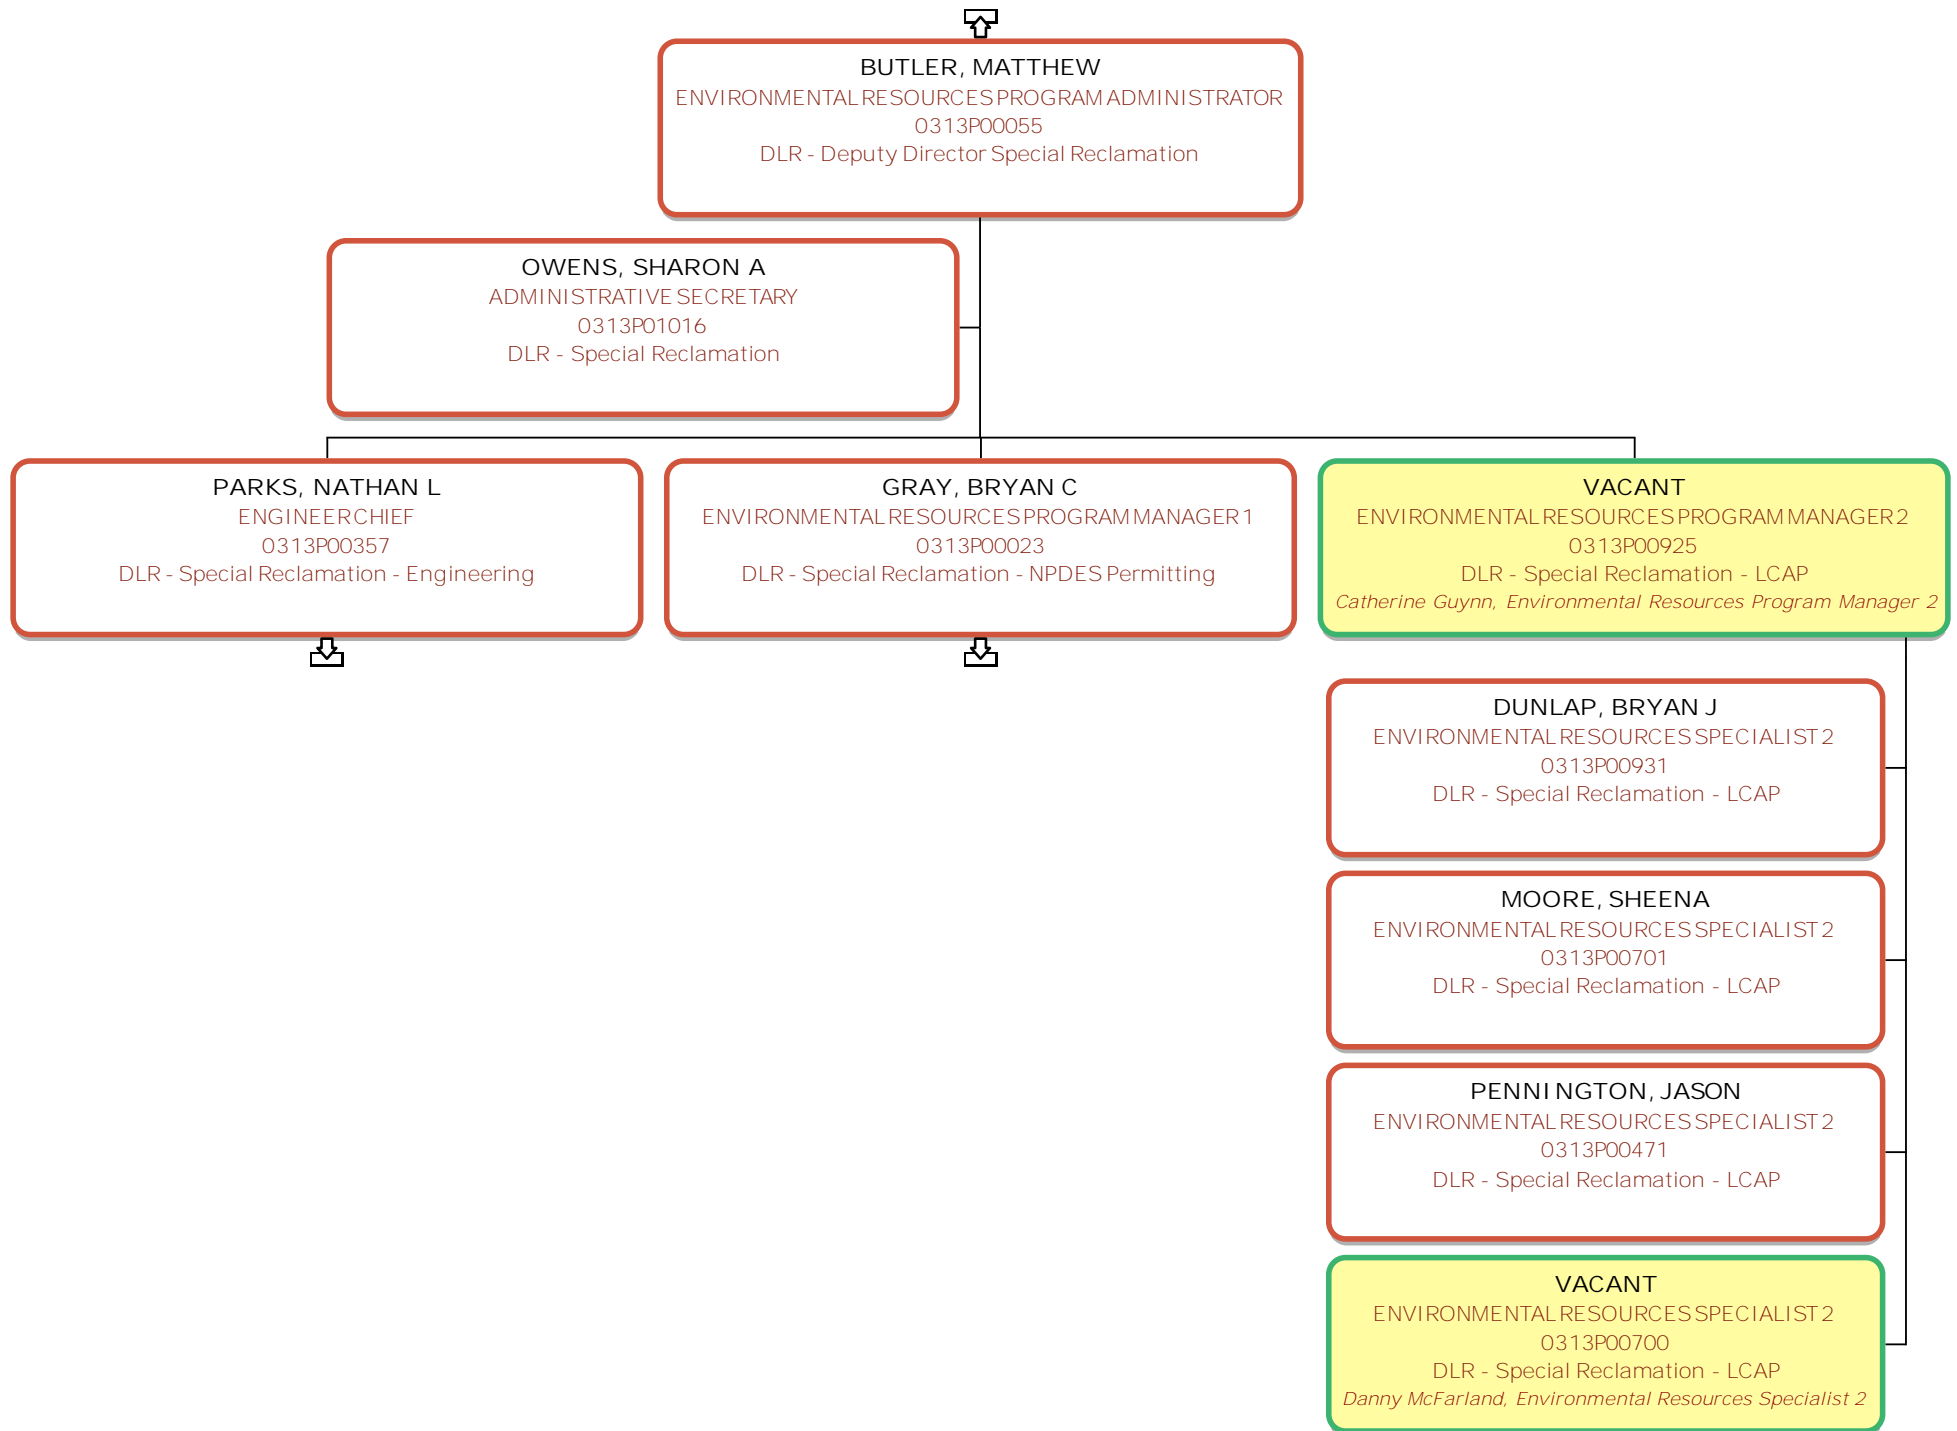 BUTLER, MATTHEW
ENVIRONMENTAL RESOURCES PROGRAM ADMINISTRATOR
0313P00055
DLR - Deputy Director Special Reclamation
OWENS, SHARON A
ADMINISTRATIVE SECRETARY
0313P01016
DLR - Special Reclamation
PARKS, NATHAN L
ENGINEER CHIEF
0313P00357
DLR - Special Reclamation - Engineering
GRAY, BRYAN C
ENVIRONMENTAL RESOURCES PROGRAM MANAGER 1
0313P00023
DLR - Special Reclamation - NPDES Permitting
VACANT
ENVIRONMENTAL RESOURCES PROGRAM MANAGER 2
0313P00925
DLR - Special Reclamation - LCAP
Catherine Guynn, Environmental Resources Program Manager 2
DUNLAP, BRYAN J
ENVIRONMENTAL RESOURCES SPECIALIST 2
0313P00931
DLR - Special Reclamation - LCAP
MOORE, SHEENA
ENVIRONMENTAL RESOURCES SPECIALIST 2
0313P00701
DLR - Special Reclamation - LCAP
PENNINGTON, JASON
ENVIRONMENTAL RESOURCES SPECIALIST 2
0313P00471
DLR - Special Reclamation - LCAP
VACANT
ENVIRONMENTAL RESOURCES SPECIALIST 2
0313P00700
DLR - Special Reclamation - LCAP
Danny McFarland, Environmental Resources Specialist 2